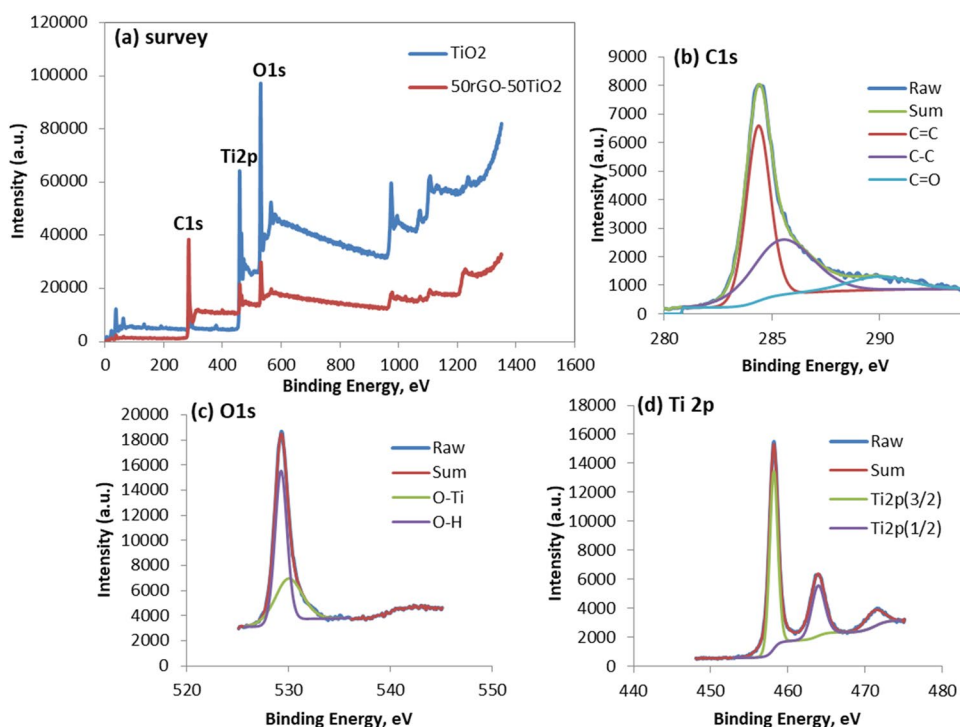 (a) survey
TiO2
50rGO-50TiO2
O1s
Ti2p
C1s
120000
100000
80000
60000
40000
20000
0
0 200 400 600 800 1000 1200 1400 1600
Intensity (a.u.)
Binding Energy, eV
(b) C1s
Raw
Sum
C=C
C-C
C=O
9000
8000
7000
6000
5000
4000
3000
2000
1000
0
280 285 290
Intensity (a.u.)
Binding Energy, eV
(c) O1s
Raw
Sum
O-Ti
O-H
20000
18000
16000
14000
12000
10000
8000
6000
4000
2000
0
520 530 540 550
Intensity (a.u.)
Binding Energy, eV
(d) Ti 2p
Raw
Sum
Ti2p(3/2)
Ti2p(1/2)
18000
16000
14000
12000
10000
8000
6000
4000
2000
0
440 450 460 470 480
Intensity (a.u.)
Binding Energy, eV